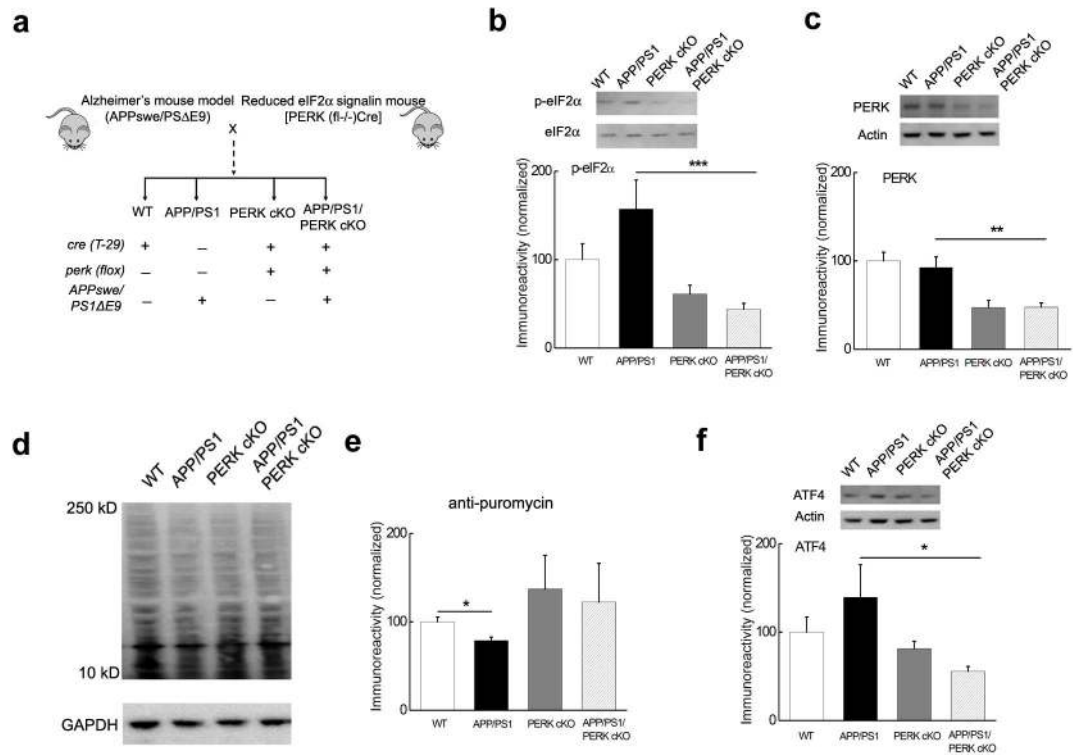 a
Alzheimer's mouse model
(APPswe/PSΔE9)
X
Reduced eIF2α signalin mouse
[PERK (fl-/-)Cre]
WT APP/PS1 PERK cKO APP/PS1/
PERK cKO
cre (T-29) + – + +
perk (flox) – – + +
APPswe/
PS1ΔE9 – + – +
b
WT APP/PS1 PERK cKO APP/PS1
PERK cKO
p-eIF2α
eIF2α
p-eIF2α
***
Immunoreactivity (normalized)
200
100
0
WT APP/PS1 PERK cKO APP/PS1/
PERK cKO
c
WT APP/PS1 PERK cKO APP/PS1
PERK cKO
PERK
Actin
PERK
**
Immunoreactivity (normalized)
200
100
0
WT APP/PS1 PERK cKO APP/PS1/
PERK cKO
d
WT APP/PS1 PERK cKO APP/PS1
PERK cKO
250 kD
10 kD
GAPDH
e
anti-puromycin
*
Immunoreactivity (normalized)
200
100
0
WT APP/PS1 PERK cKO APP/PS1/
PERK cKO
f
WT APP/PS1 PERK cKO APP/PS1
PERK cKO
ATF4
Actin
ATF4
*
Immunoreactivity (normalized)
200
100
0
WT APP/PS1 PERK cKO APP/PS1/
PERK cKO